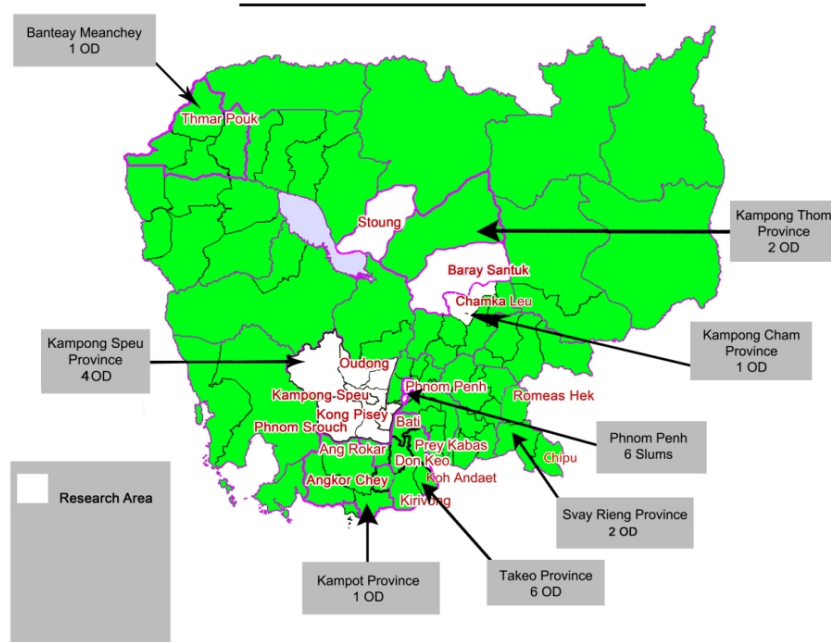 Banteay Meanchey
1 OD
Thmar Pouk
Stoung
Kampong Thom
Province
2 OD
Baray Santuk
Chamka Leu
Kampong Cham
Province
1 OD
Kampong Speu
Province
4 OD
Oudong
Kampong-Speu
Phnom Penh
Romeas Hek
Kong Pisey
Phnom Srouch
Bati
Phnom Penh
6 Slums
Ang Rokar
Prey Kabas
Don Keo
Chipu
Angkor Chey
Koh Andaet
Kirivong
Research Area
Svay Rieng Province
2 OD
Kampot Province
1 OD
Takeo Province
6 OD